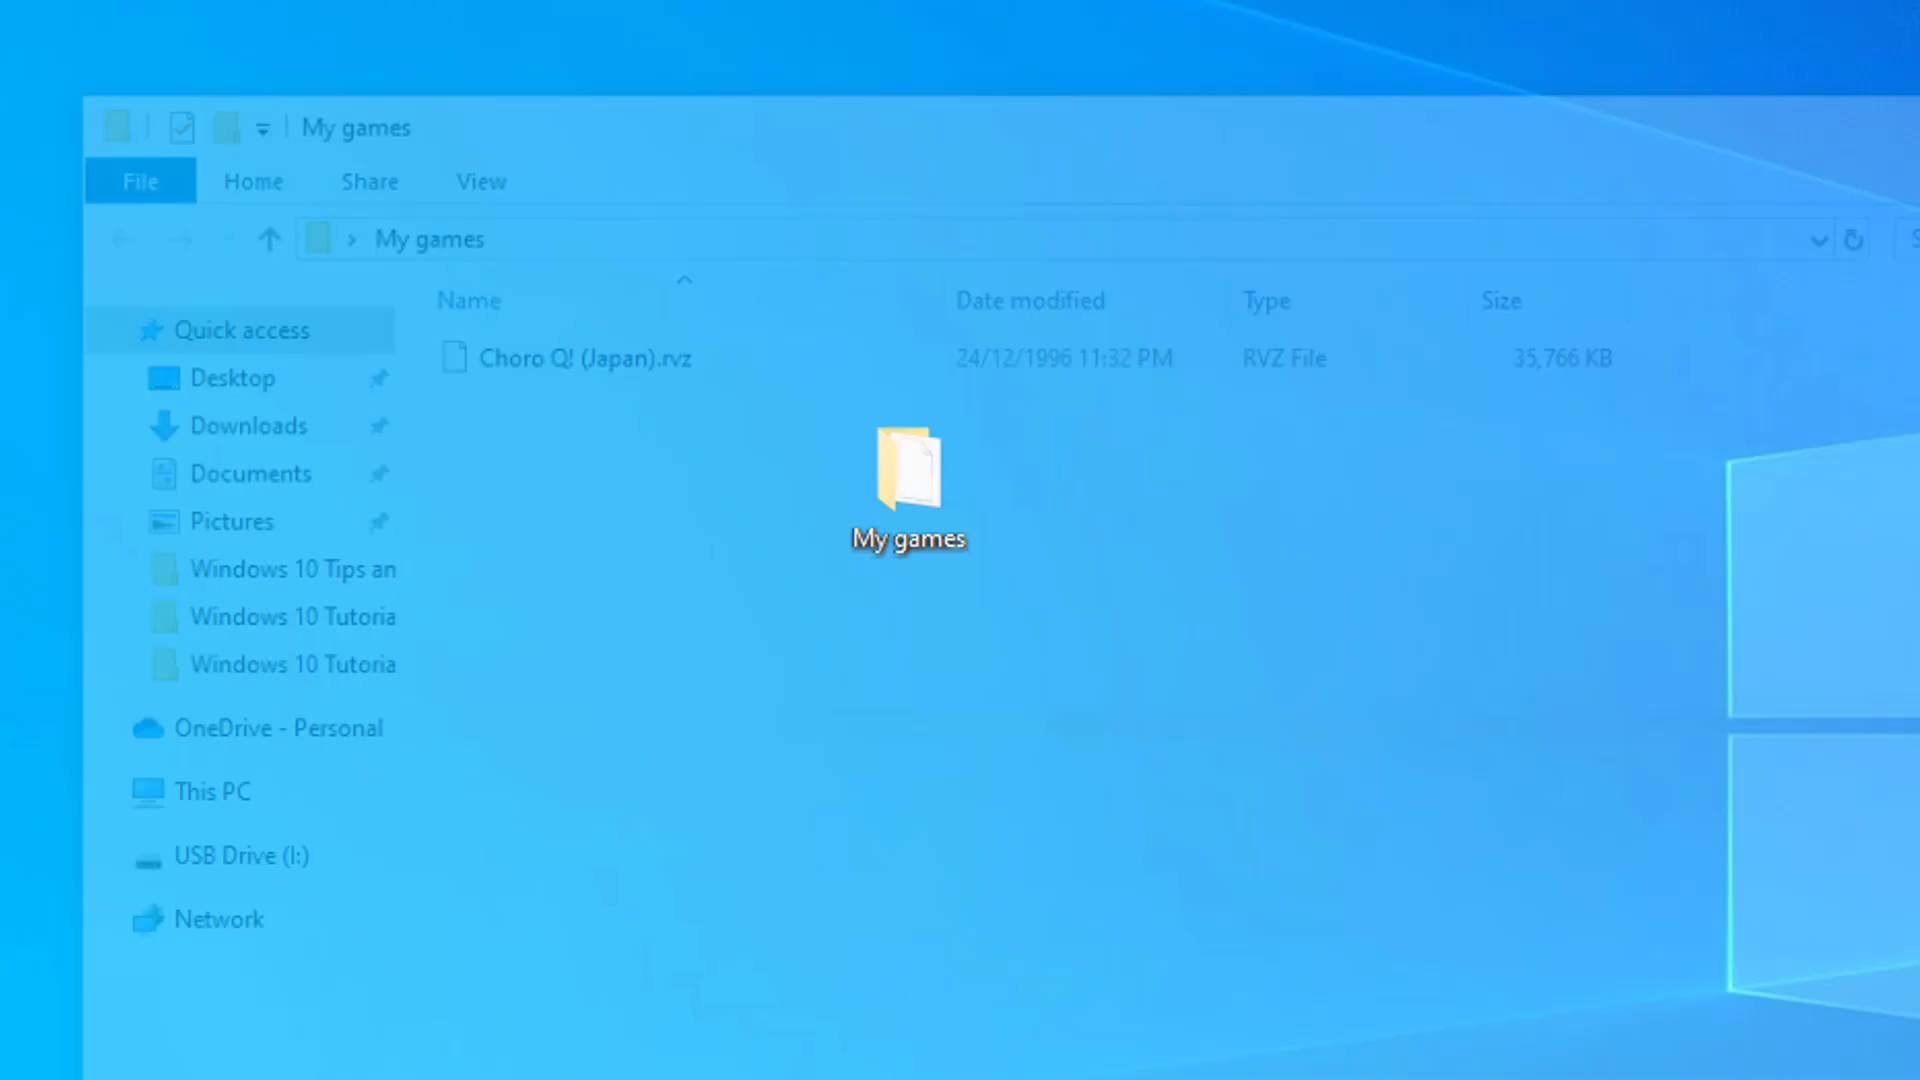 My games
File Home Share View
My games
Name Date modified Type Size
Choro Q! (Japan).rvz 24/12/1996 11:32 PM RVZ File 35,766 KB
Quick access
Desktop
Downloads
Documents
Pictures
Windows 10 Tips an
Windows 10 Tutoria
Windows 10 Tutoria
OneDrive - Personal
This PC
USB Drive (I:)
Network
My games